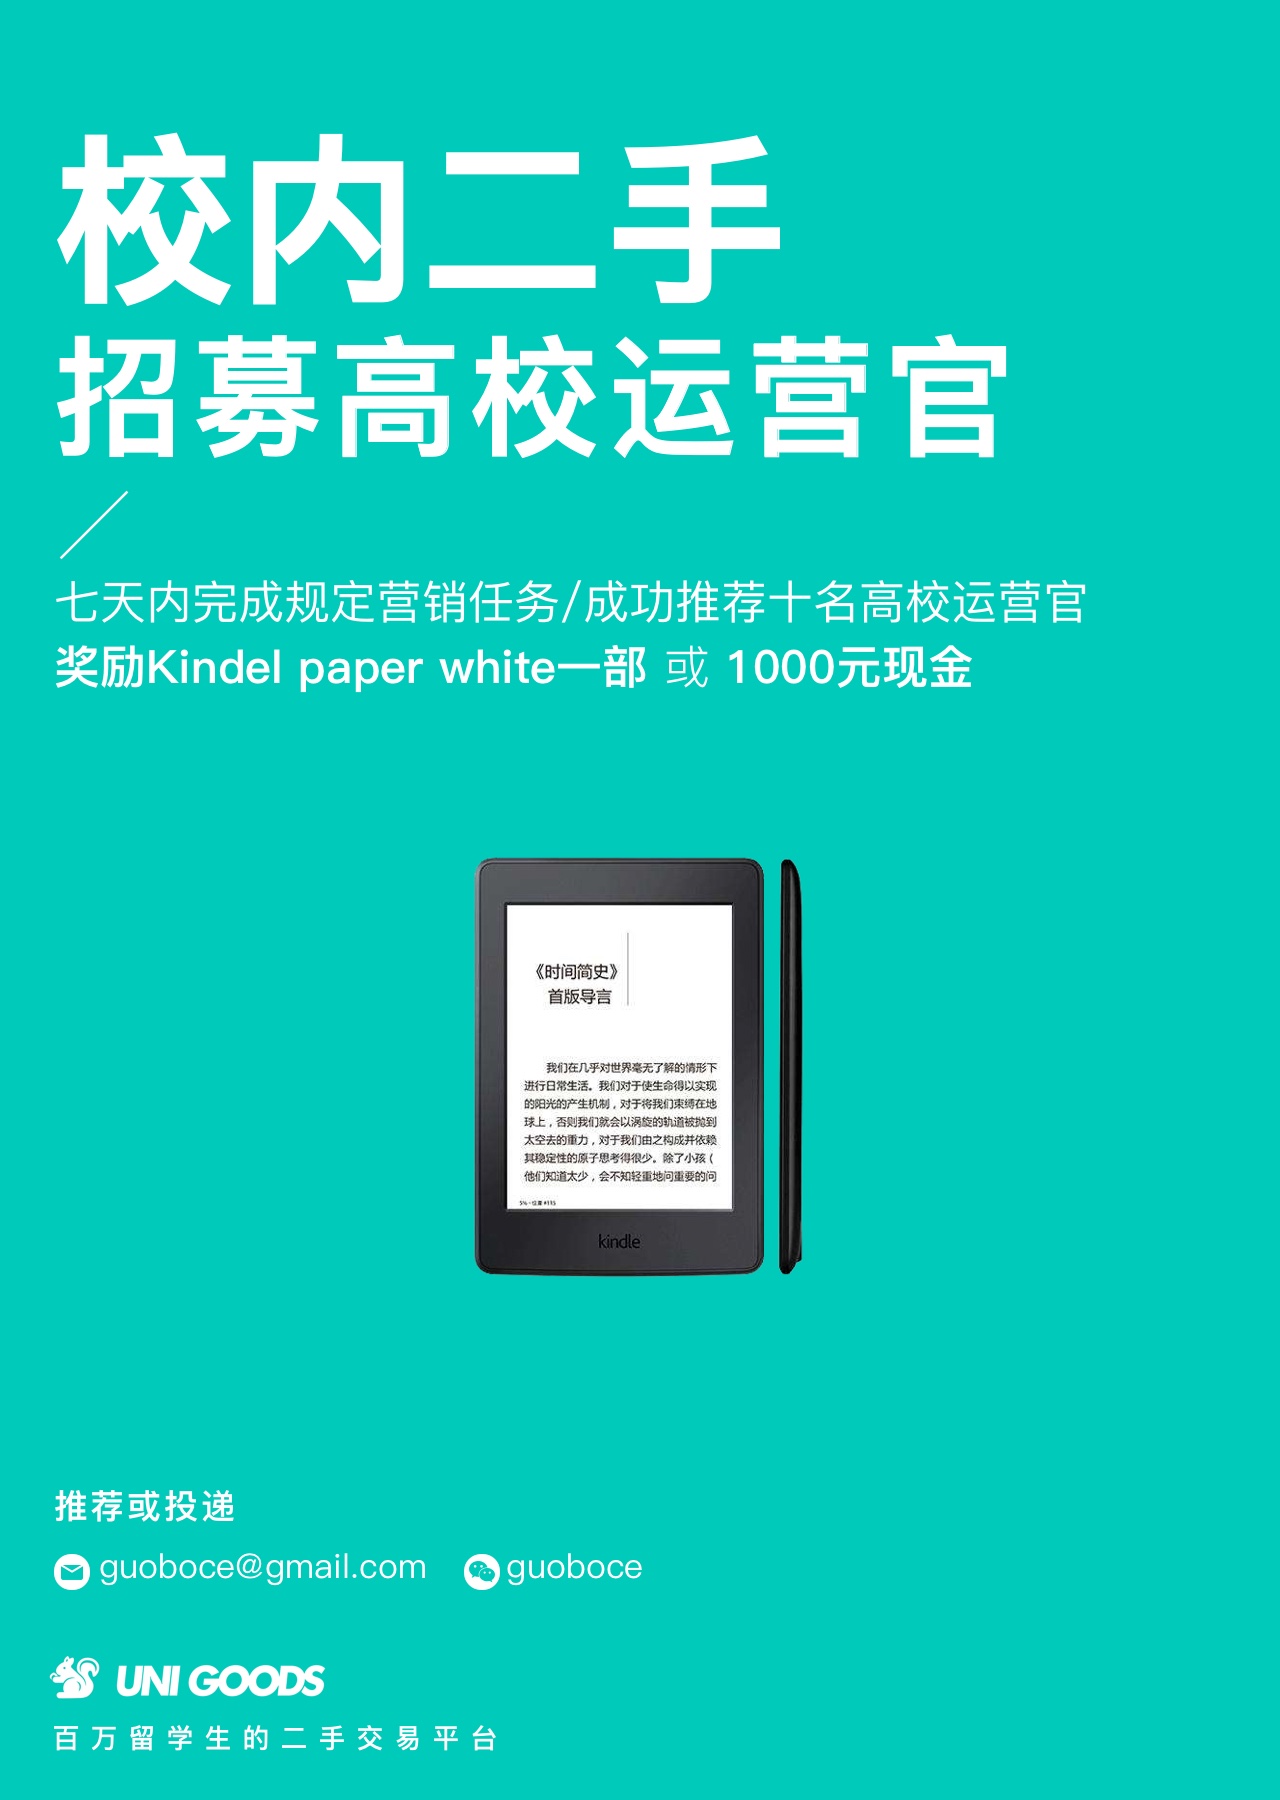 校内二手
招募高校运营官
七天内完成规定营销任务/成功推荐十名高校运营官
奖励Kindel paper white一部 或 1000元现金
《时间简史》
首版导言
我们在几乎对世界毫无了解的情形下
进行日常生活。我们对于使生命得以实现
的阳光的产生机制，对于将我们束缚在地
球上，否则我们就会以涡旋的轨道被抛到
太空去的重力，对于我们由之构成并依赖
其稳定性的原子思考得很少。除了小孩（
他们知道太少，会不知轻重地问重要的问
5%-位置 #115
kindle
推荐或投递
guoboce@gmail.com guoboce
UNI GOODS
百万留学生的二手交易平台